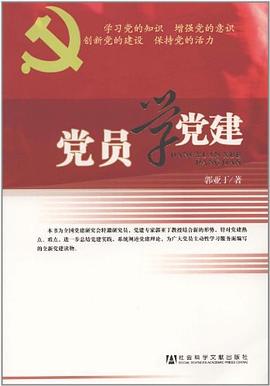 学习党的知识 增强党的意识
创新党的建设 保持党的活力
党员学党建
DANGYUAN XUE
DANGJIAN
郭亚丁/著
本书为全国党建研究会特邀研究员，党建专家郭亚丁教授结合新的形势，针对党建热
点、难点，进一步总结党建实践，系统阐述党建理论，为广大党员主动性学习服务而编写
的全新党建读物。
社会科学文献出版社